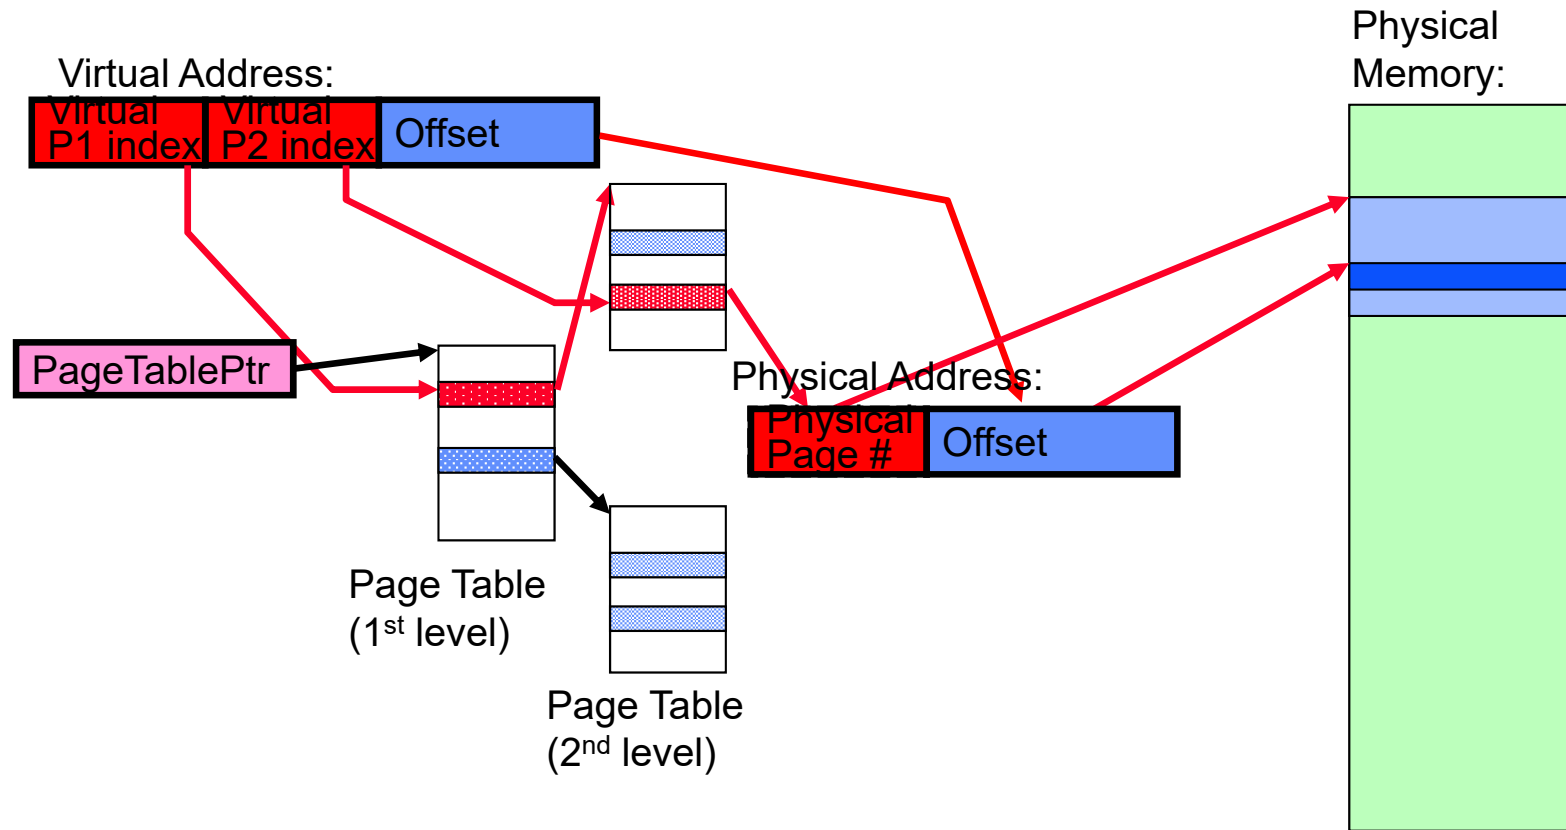 Physical
Memory:
Virtual Address:
Virtual
P1 index
Virtual
P2 index
Offset
PageTablePtr
Physical Address:
Physical
Page #
Offset
Page Table
(1st level)
Page Table
(2nd level)